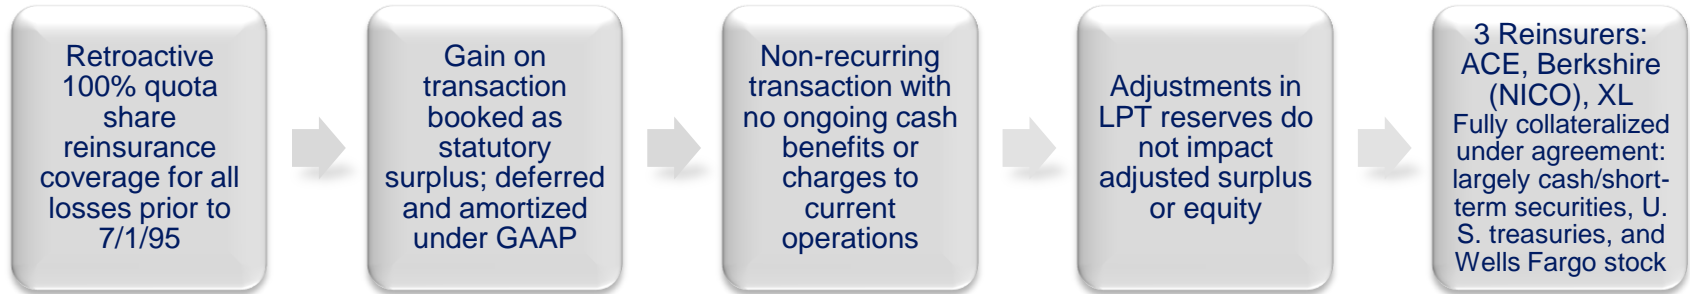 Retroactive
100% quota
share
reinsurance
coverage for all
losses prior to
7/1/95
Gain on
transaction
booked as
statutory
surplus; deferred
and amortized
under GAAP
Non-recurring
transaction with
no ongoing cash
benefits or
charges to
current
operations
Adjustments in
LPT reserves do
not impact
adjusted surplus
or equity
3 Reinsurers:
ACE, Berkshire
(NICO), XL
Fully collateralized
under agreement:
largely cash/short-
term securities, U.
S. treasuries, and
Wells Fargo stock